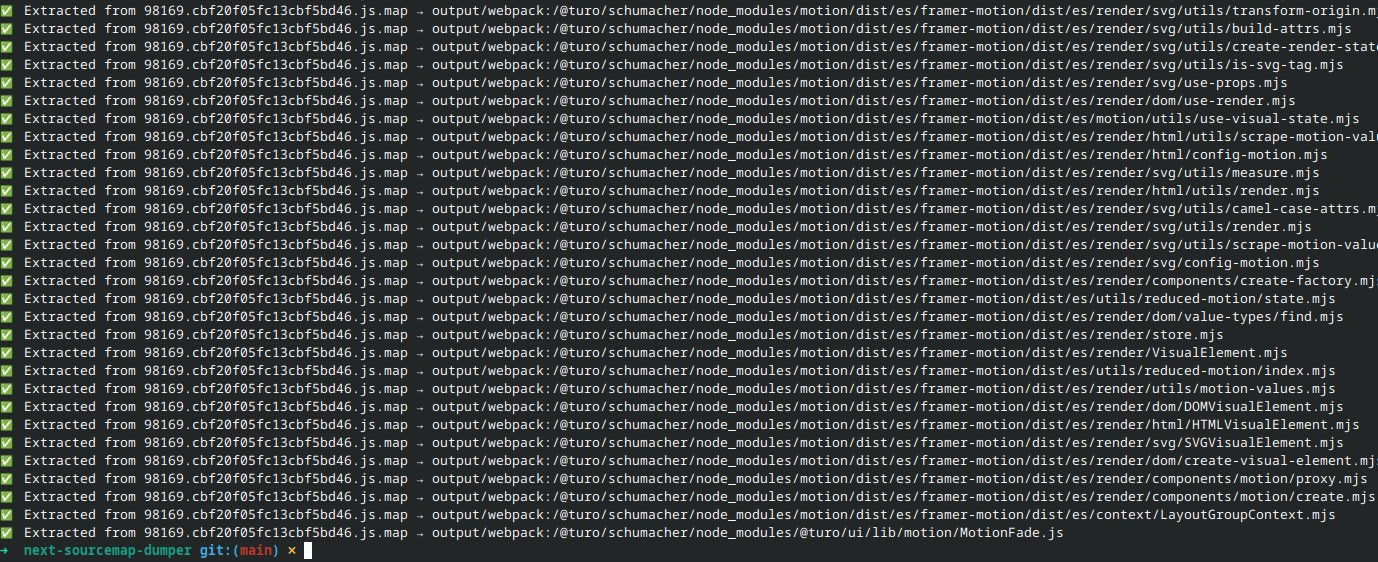 ✅ Extracted from 98169.cbf20f05fc13cbf5bd46.js.map → output/webpack:/@turo/schumacher/node_modules/motion/dist/es/framer-motion/dist/es/render/svg/utils/transform-origin.m
✅ Extracted from 98169.cbf20f05fc13cbf5bd46.js.map → output/webpack:/@turo/schumacher/node_modules/motion/dist/es/framer-motion/dist/es/render/svg/utils/build-attrs.mjs
✅ Extracted from 98169.cbf20f05fc13cbf5bd46.js.map → output/webpack:/@turo/schumacher/node_modules/motion/dist/es/framer-motion/dist/es/render/svg/utils/create-render-stat
✅ Extracted from 98169.cbf20f05fc13cbf5bd46.js.map → output/webpack:/@turo/schumacher/node_modules/motion/dist/es/framer-motion/dist/es/render/svg/utils/is-svg-tag.mjs
✅ Extracted from 98169.cbf20f05fc13cbf5bd46.js.map → output/webpack:/@turo/schumacher/node_modules/motion/dist/es/framer-motion/dist/es/render/svg/use-props.mjs
✅ Extracted from 98169.cbf20f05fc13cbf5bd46.js.map → output/webpack:/@turo/schumacher/node_modules/motion/dist/es/framer-motion/dist/es/render/dom/use-render.mjs
✅ Extracted from 98169.cbf20f05fc13cbf5bd46.js.map → output/webpack:/@turo/schumacher/node_modules/motion/dist/es/framer-motion/dist/es/motion/utils/use-visual-state.mjs
✅ Extracted from 98169.cbf20f05fc13cbf5bd46.js.map → output/webpack:/@turo/schumacher/node_modules/motion/dist/es/framer-motion/dist/es/render/html/utils/scrape-motion-valu
✅ Extracted from 98169.cbf20f05fc13cbf5bd46.js.map → output/webpack:/@turo/schumacher/node_modules/motion/dist/es/framer-motion/dist/es/render/html/config-motion.mjs
✅ Extracted from 98169.cbf20f05fc13cbf5bd46.js.map → output/webpack:/@turo/schumacher/node_modules/motion/dist/es/framer-motion/dist/es/render/svg/utils/measure.mjs
✅ Extracted from 98169.cbf20f05fc13cbf5bd46.js.map → output/webpack:/@turo/schumacher/node_modules/motion/dist/es/framer-motion/dist/es/render/html/utils/render.mjs
✅ Extracted from 98169.cbf20f05fc13cbf5bd46.js.map → output/webpack:/@turo/schumacher/node_modules/motion/dist/es/framer-motion/dist/es/render/svg/utils/camel-case-attrs.mj
✅ Extracted from 98169.cbf20f05fc13cbf5bd46.js.map → output/webpack:/@turo/schumacher/node_modules/motion/dist/es/framer-motion/dist/es/render/svg/utils/render.mjs
✅ Extracted from 98169.cbf20f05fc13cbf5bd46.js.map → output/webpack:/@turo/schumacher/node_modules/motion/dist/es/framer-motion/dist/es/render/svg/utils/scrape-motion-value
✅ Extracted from 98169.cbf20f05fc13cbf5bd46.js.map → output/webpack:/@turo/schumacher/node_modules/motion/dist/es/framer-motion/dist/es/render/svg/config-motion.mjs
✅ Extracted from 98169.cbf20f05fc13cbf5bd46.js.map → output/webpack:/@turo/schumacher/node_modules/motion/dist/es/framer-motion/dist/es/render/components/create-factory.mjs
✅ Extracted from 98169.cbf20f05fc13cbf5bd46.js.map → output/webpack:/@turo/schumacher/node_modules/motion/dist/es/framer-motion/dist/es/utils/reduced-motion/state.mjs
✅ Extracted from 98169.cbf20f05fc13cbf5bd46.js.map → output/webpack:/@turo/schumacher/node_modules/motion/dist/es/framer-motion/dist/es/render/dom/value-types/find.mjs
✅ Extracted from 98169.cbf20f05fc13cbf5bd46.js.map → output/webpack:/@turo/schumacher/node_modules/motion/dist/es/framer-motion/dist/es/render/store.mjs
✅ Extracted from 98169.cbf20f05fc13cbf5bd46.js.map → output/webpack:/@turo/schumacher/node_modules/motion/dist/es/framer-motion/dist/es/render/VisualElement.mjs
✅ Extracted from 98169.cbf20f05fc13cbf5bd46.js.map → output/webpack:/@turo/schumacher/node_modules/motion/dist/es/framer-motion/dist/es/utils/reduced-motion/index.mjs
✅ Extracted from 98169.cbf20f05fc13cbf5bd46.js.map → output/webpack:/@turo/schumacher/node_modules/motion/dist/es/framer-motion/dist/es/render/utils/motion-values.mjs
✅ Extracted from 98169.cbf20f05fc13cbf5bd46.js.map → output/webpack:/@turo/schumacher/node_modules/motion/dist/es/framer-motion/dist/es/render/dom/DOMVisualElement.mjs
✅ Extracted from 98169.cbf20f05fc13cbf5bd46.js.map → output/webpack:/@turo/schumacher/node_modules/motion/dist/es/framer-motion/dist/es/render/html/HTMLVisualElement.mjs
✅ Extracted from 98169.cbf20f05fc13cbf5bd46.js.map → output/webpack:/@turo/schumacher/node_modules/motion/dist/es/framer-motion/dist/es/render/svg/SVGVisualElement.mjs
✅ Extracted from 98169.cbf20f05fc13cbf5bd46.js.map → output/webpack:/@turo/schumacher/node_modules/motion/dist/es/framer-motion/dist/es/render/dom/create-visual-element.mjs
✅ Extracted from 98169.cbf20f05fc13cbf5bd46.js.map → output/webpack:/@turo/schumacher/node_modules/motion/dist/es/framer-motion/dist/es/render/components/motion/proxy.mjs
✅ Extracted from 98169.cbf20f05fc13cbf5bd46.js.map → output/webpack:/@turo/schumacher/node_modules/motion/dist/es/framer-motion/dist/es/render/components/motion/create.mjs
✅ Extracted from 98169.cbf20f05fc13cbf5bd46.js.map → output/webpack:/@turo/schumacher/node_modules/motion/dist/es/framer-motion/dist/es/context/LayoutGroupContext.mjs
✅ Extracted from 98169.cbf20f05fc13cbf5bd46.js.map → output/webpack:/@turo/schumacher/node_modules/@turo/ui/lib/motion/MotionFade.js
→ next-sourcemap-dumper git:(main) ×